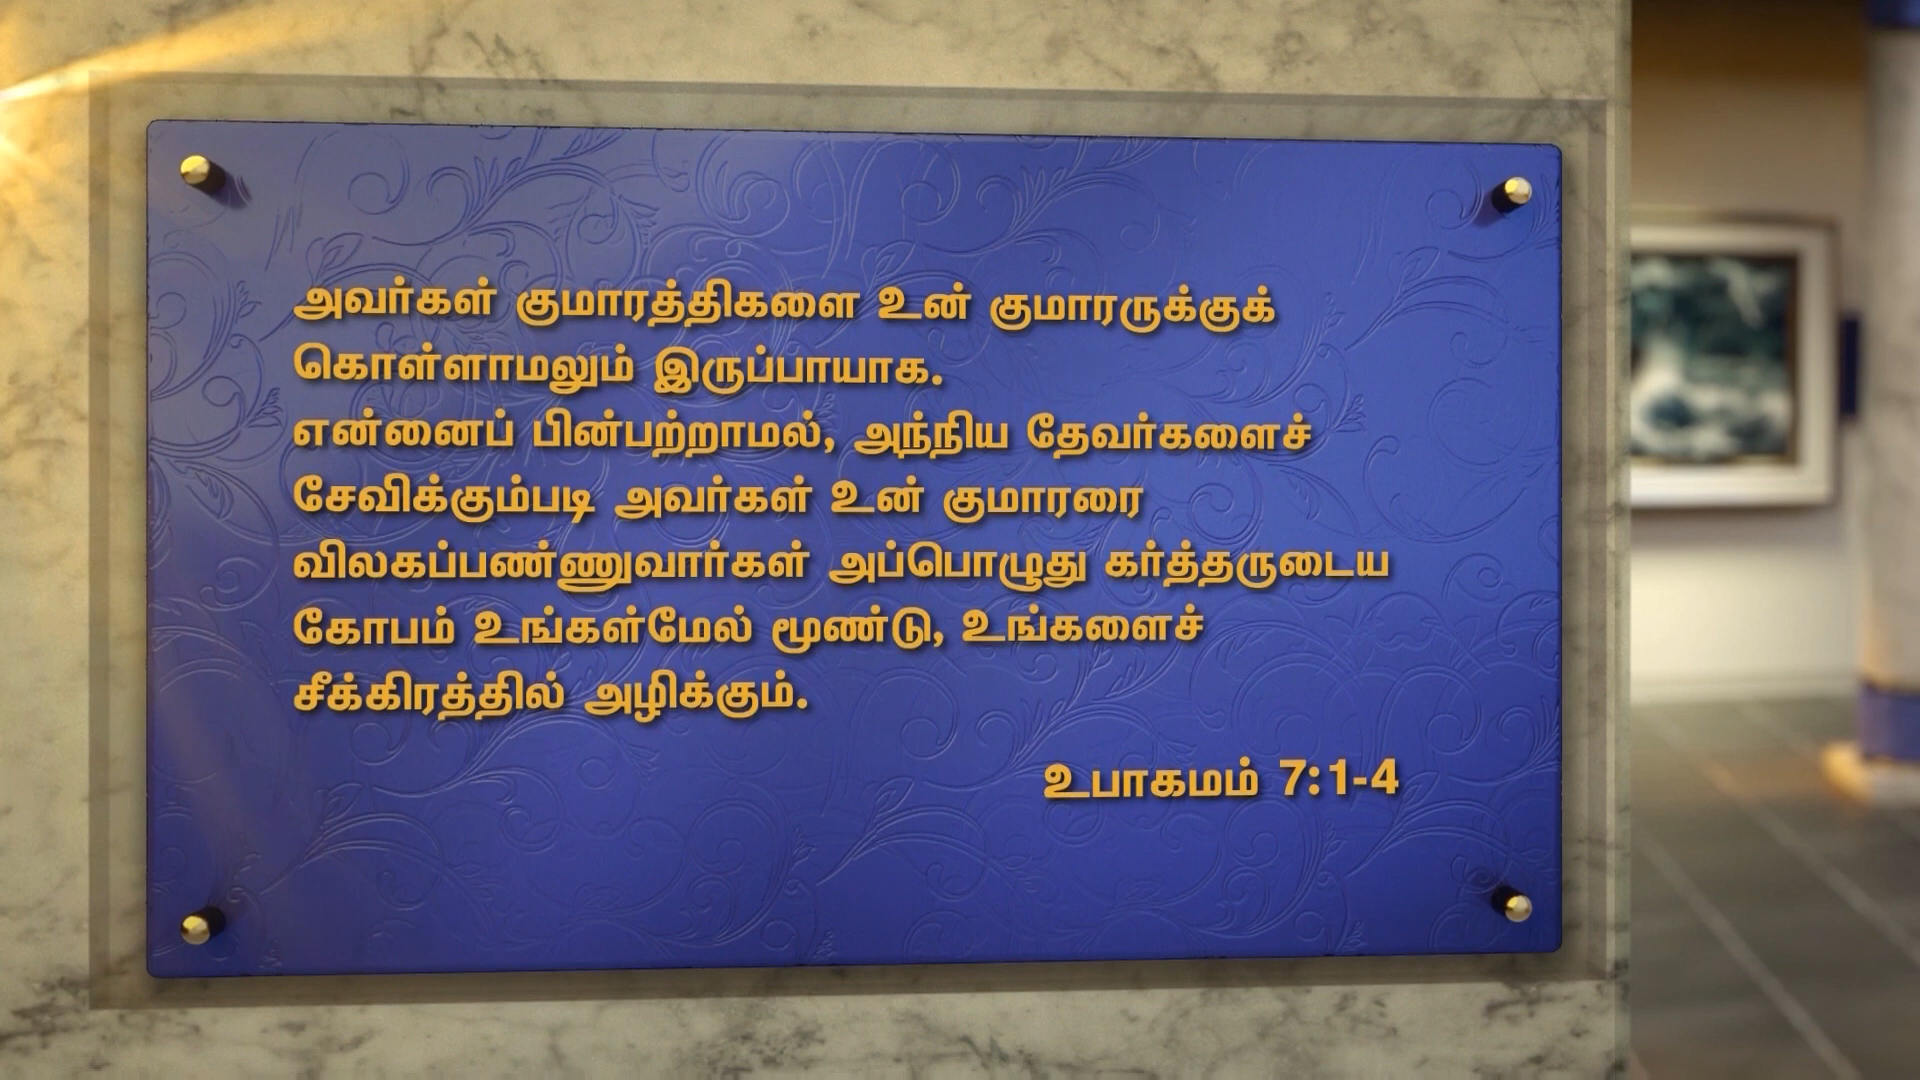 அவர்கள் குமாரத்திகளை உன் குமாரருக்குக்
கொள்ளாமலும் இருப்பாயாக.
என்னைப் பின்பற்றாமல், அந்நிய தேவர்களைச்
சேவிக்கும்படி அவர்கள் உன் குமாரரை
விலகப்பண்ணுவார்கள் அப்பொழுது கர்த்தருடைய
கோபம் உங்கள்மேல் மூண்டு, உங்களைச்
சீக்கிரத்தில் அழிக்கும்.
உபாகமம் 7:1-4